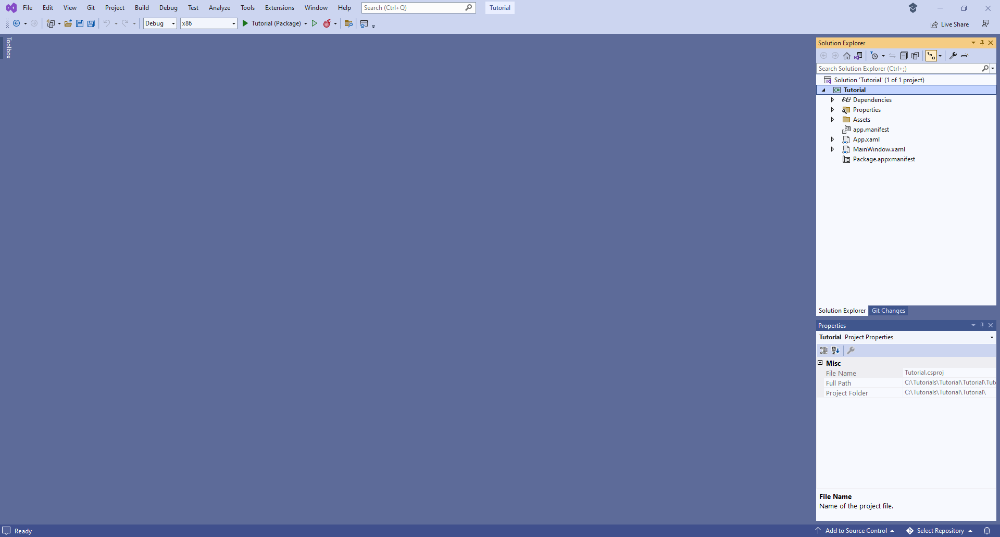 File Edit View Git Project Build Debug Test Analyze Tools Extensions Window Help Search (Ctrl+Q) Tutorial
Debug x86 Tutorial (Package) Live Share
Toolbox
Solution Explorer
Search Solution Explorer (Ctrl+;)
Solution 'Tutorial' (1 of 1 project)
C# Tutorial
Dependencies
Properties
Assets
app.manifest
App.xaml
MainWindow.xaml
Package.appxmanifest
Solution Explorer Git Changes
Properties
Tutorial Project Properties
Misc
File Name Tutorial.csproj
Full Path C:\Tutorials\Tutorial\Tutorial\Tut
Project Folder C:\Tutorials\Tutorial\Tutorial\
File Name
Name of the project file.
Ready Add to Source Control Select Repository